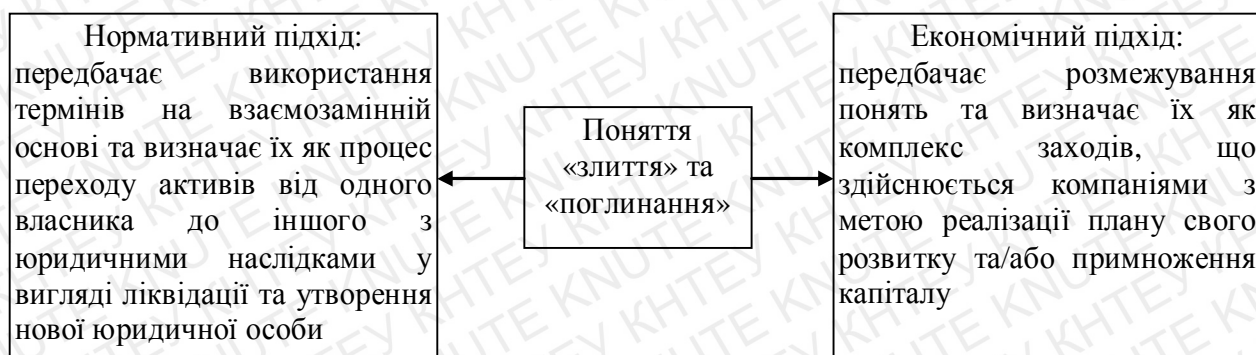 Нормативний підхід:
передбачає використання
термінів на взаємозамінній
основі та визначає їх як процес
переходу активів від одного
власника до іншого з
юридичними наслідками у
вигляді ліквідації та утворення
нової юридичної особи
Поняття
«злиття» та
«поглинання»
Економічний підхід:
передбачає розмежування
понять та визначає їх як
комплекс заходів, що
здійснюється компаніями з
метою реалізації плану свого
розвитку та/або примноження
капіталу